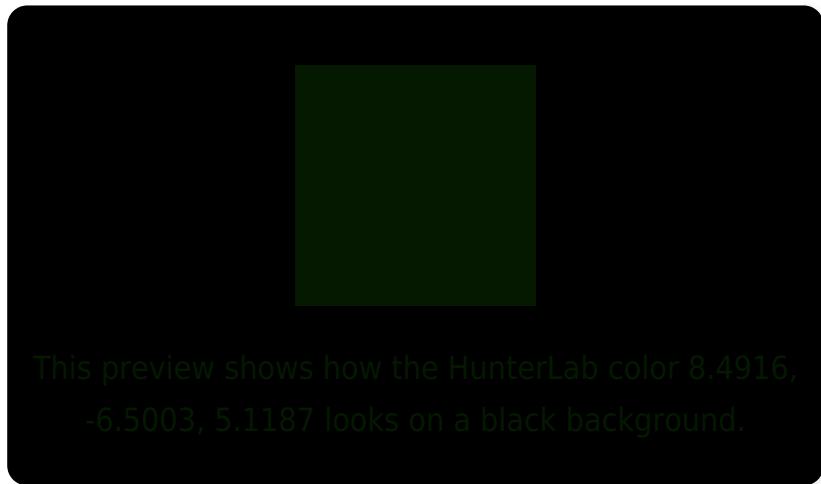 This preview shows how the HunterLab color 8.4916,
-6.5003, 5.1187 looks on a black background.